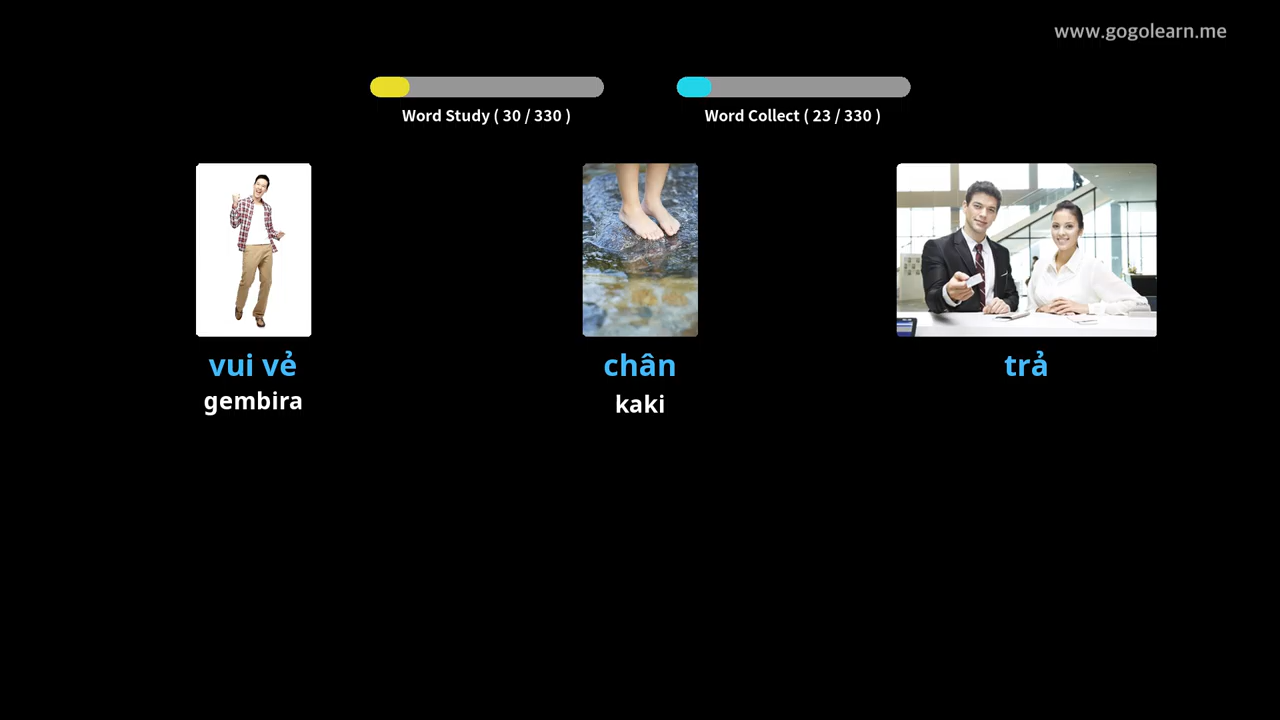 www.gogolearn.me
Word Study ( 30 / 330 )
Word Collect ( 23 / 330 )
vui vẻ
chân
trả
gembira
kaki